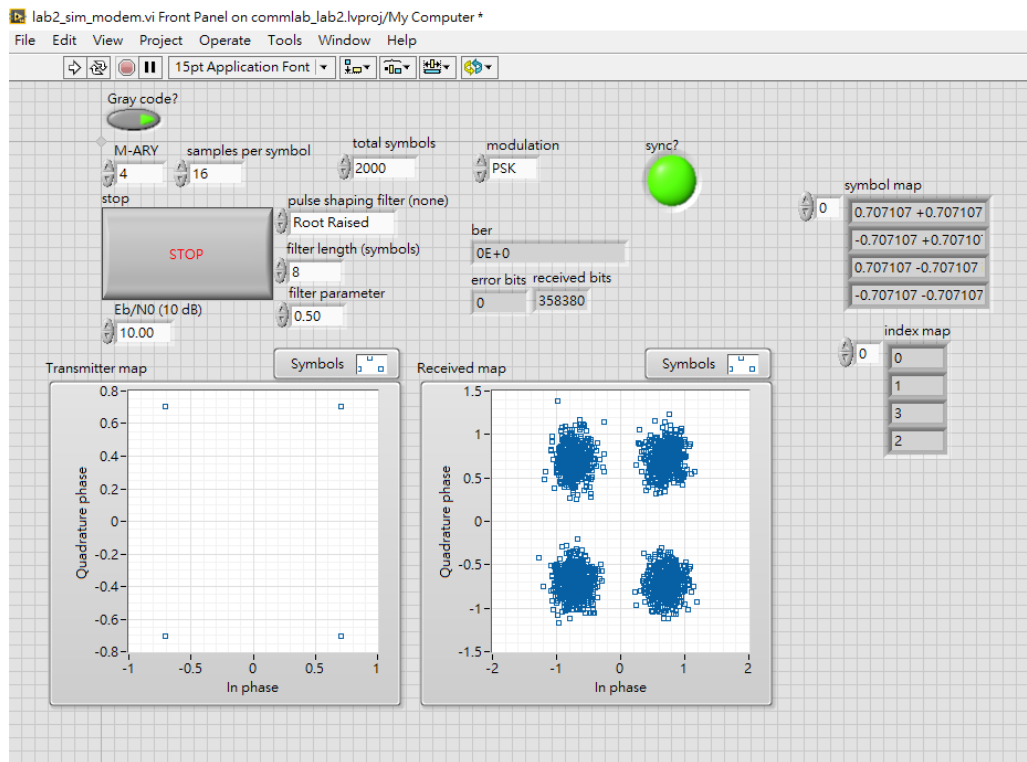 lab2_sim_modem.vi Front Panel on commlab_lab2.lvproj/My Computer *
File Edit View Project Operate Tools Window Help
15pt Application Font
Gray code?
M-ARY
4
samples per symbol
16
total symbols
2000
modulation
PSK
sync?
stop
STOP
pulse shaping filter (none)
Root Raised
filter length (symbols)
8
filter parameter
0.50
Eb/N0 (10 dB)
10.00
ber
0E+0
error bits
0
received bits
358380
symbol map
0
0.707107 +0.707107
-0.707107 +0.70710
0.707107 -0.707107
-0.707107 -0.707107
index map
0
0
1
3
2
Transmitter map
Symbols
0.8
0.6
0.4
0.2
0
-0.2
-0.4
-0.6
-0.8
Quadrature phase
-1 -0.5 0 0.5 1
In phase
Received map
Symbols
1.5
1
0.5
0
-0.5
-1
-1.5
Quadrature phase
-2 -1 0 1 2
In phase